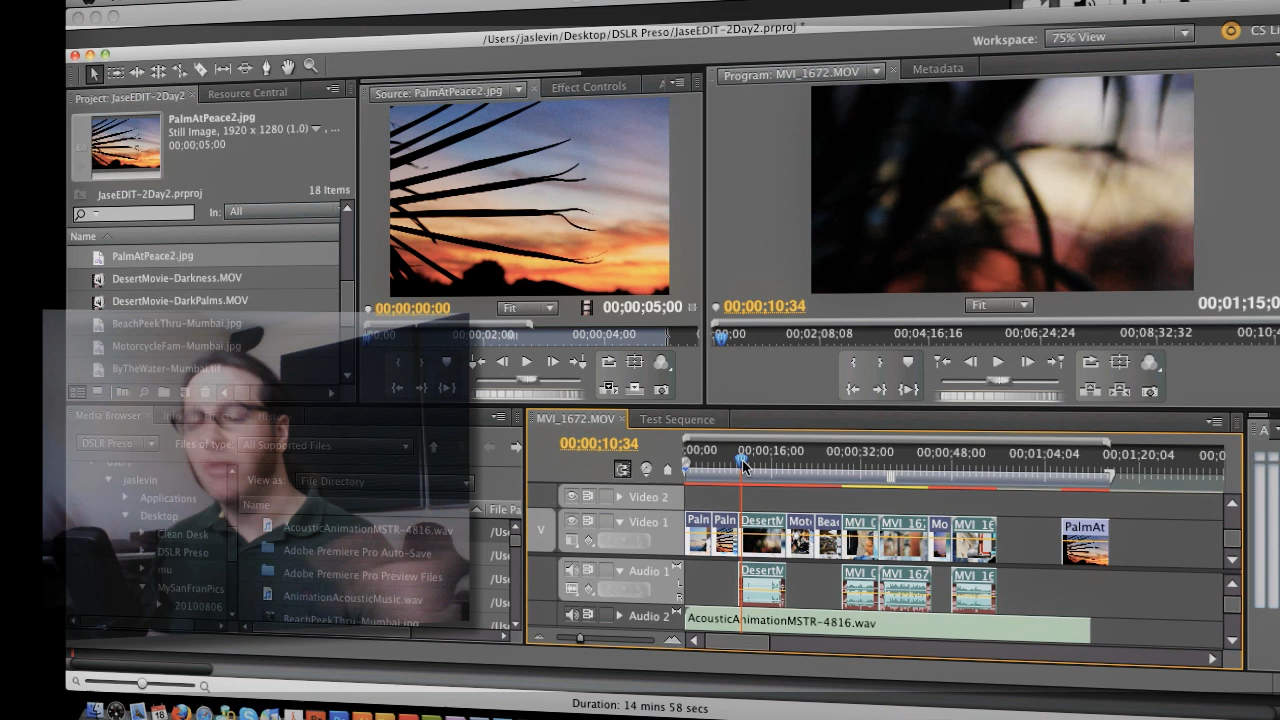 /Users/jaslevin/Desktop/DSLR Preso/JaseEDIT-2Day2.prproj *
Workspace: 75% View
Project: JaseEDIT-2Day2
Resource Central
PalmAtPeace2.jpg
Still Image, 1920 x 1280 (1.0) , ...
00;00;05;00
JaseEDIT-2Day2.prproj
18 Items
In: All
Name
PalmAtPeace2.jpg
DesertMovie-Darkness.MOV
DesertMovie-DarkPalms.MOV
BeachPeekThru-Mumbai.jpg
MotorcycleFam-Mumbai.jpg
ByTheWater-Mumbai.tif
Source: PalmAtPeace2.jpg
Effect Controls
00;00;00;00
Fit
00;00;05;00
00;00;02;00
00;00;04;00
Program: MVI_1672.MOV
Metadata
00;00;10;34
Fit
00;01;15;0
00;00
00;02;08;08
00;04;16;16
00;06;24;24
00;08;32;32
00;10;4
Media Browser
DSLR Preso
Files of type: All Supported Files
View as: File Directory
jaslevin
Applications
Desktop
Clean Desk
DSLR Preso
mu
MySanFranPics
20100806
Name
File Pa
AcousticAnimationMSTR-4816.wav
/Us
Adobe Premiere Pro Auto-Save
Adobe Premiere Pro Preview Files
AnimationAcousticMusic.wav
/Us
BeachPeekThru-Mumbai.jpg
MVI_1672.MOV
Test Sequence
00;00;10;34
;00;00
00;00;16;00
00;00;32;00
00;00;48;00
00;01;04;04
00;01;20;04
00;0
Video 2
V
Video 1
Paln
Paln
DesertM
Moto
Beac
MVI_1
MVI_167
Mo
MVI_16
PalmAt
Audio 1
L
R
DesertM
MVI_1
MVI_167
MVI_16
Audio 2
AcousticAnimationMSTR-4816.wav
Duration: 14 mins 58 secs